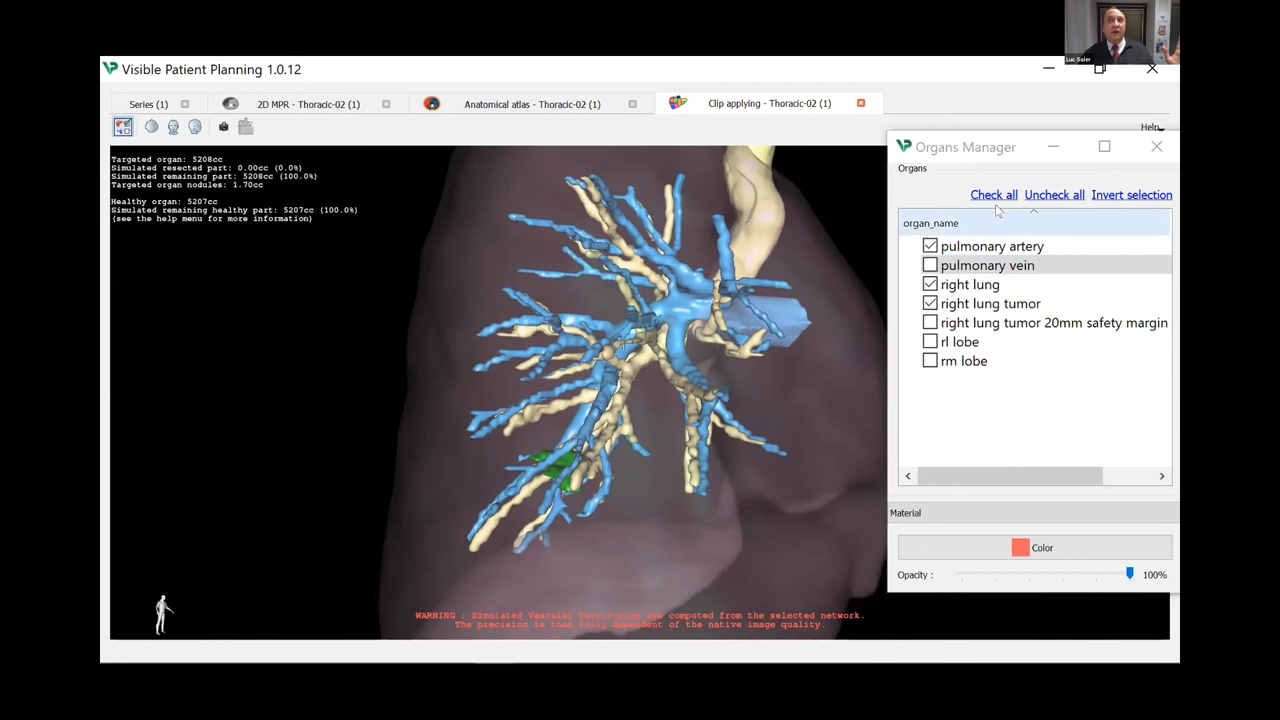 Luc Soler
Visible Patient Planning 1.0.12
Series (1)
2D MPR - Thoracic-02 (1)
Anatomical atlas - Thoracic-02 (1)
Clip applying - Thoracic-02 (1)
Help
Targeted organ: 5208cc
Simulated resected part: 0.00cc (0.0%)
Simulated remaining part: 5208cc (100.0%)
Targeted organ nodules: 1.70cc
Healthy organ: 5207cc
Simulated remaining healthy part: 5207cc (100.0%)
(see the help menu for more information)
Organs Manager
Organs
Check all Uncheck all Invert selection
organ_name
pulmonary artery
pulmonary vein
right lung
right lung tumor
right lung tumor 20mm safety margin
rl lobe
rm lobe
Material
Color
Opacity : 100%
WARNING : Simulated Vascular Territories are computed from the selected network.
The precision is then fully dependent of the native image quality.